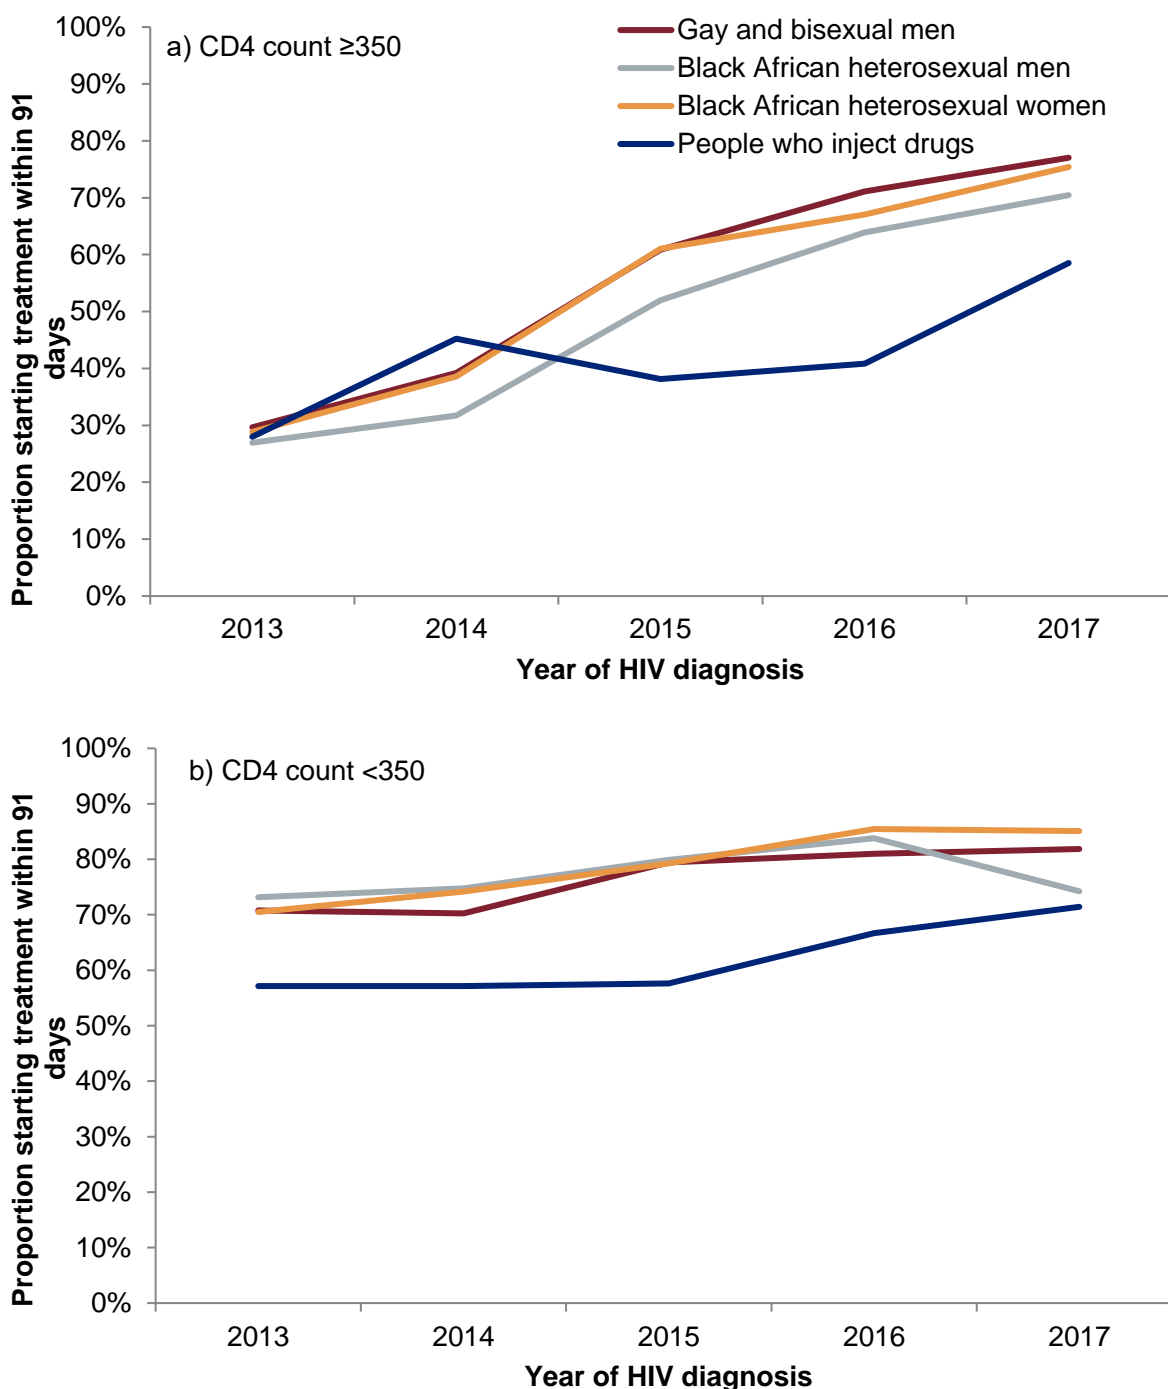 a) CD4 count ≥350
Gay and bisexual men
Black African heterosexual men
Black African heterosexual women
People who inject drugs
Proportion starting treatment within 91
days
100%
90%
80%
70%
60%
50%
40%
30%
20%
10%
0%
2013 2014 2015 2016 2017
Year of HIV diagnosis
b) CD4 count <350
Proportion starting treatment within 91
days
100%
90%
80%
70%
60%
50%
40%
30%
20%
10%
0%
2013 2014 2015 2016 2017
Year of HIV diagnosis